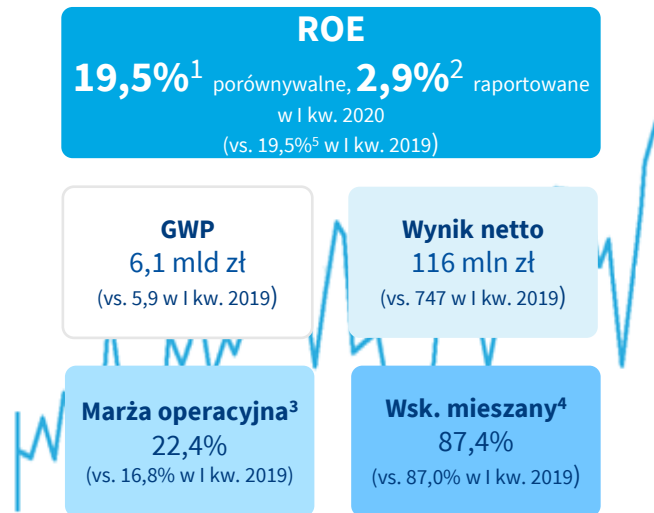 ROE
19,5%¹ porównywalne, 2,9%² raportowane
w I kw. 2020
(vs. 19,5%⁵ w I kw. 2019)
GWP
6,1 mld zł
(vs. 5,9 w I kw. 2019)
Wynik netto
116 mln zł
(vs. 747 w I kw. 2019)
Marża operacyjna³
22,4%
(vs. 16,8% w I kw. 2019)
Wsk. mieszany⁴
87,4%
(vs. 87,0% w I kw. 2019)